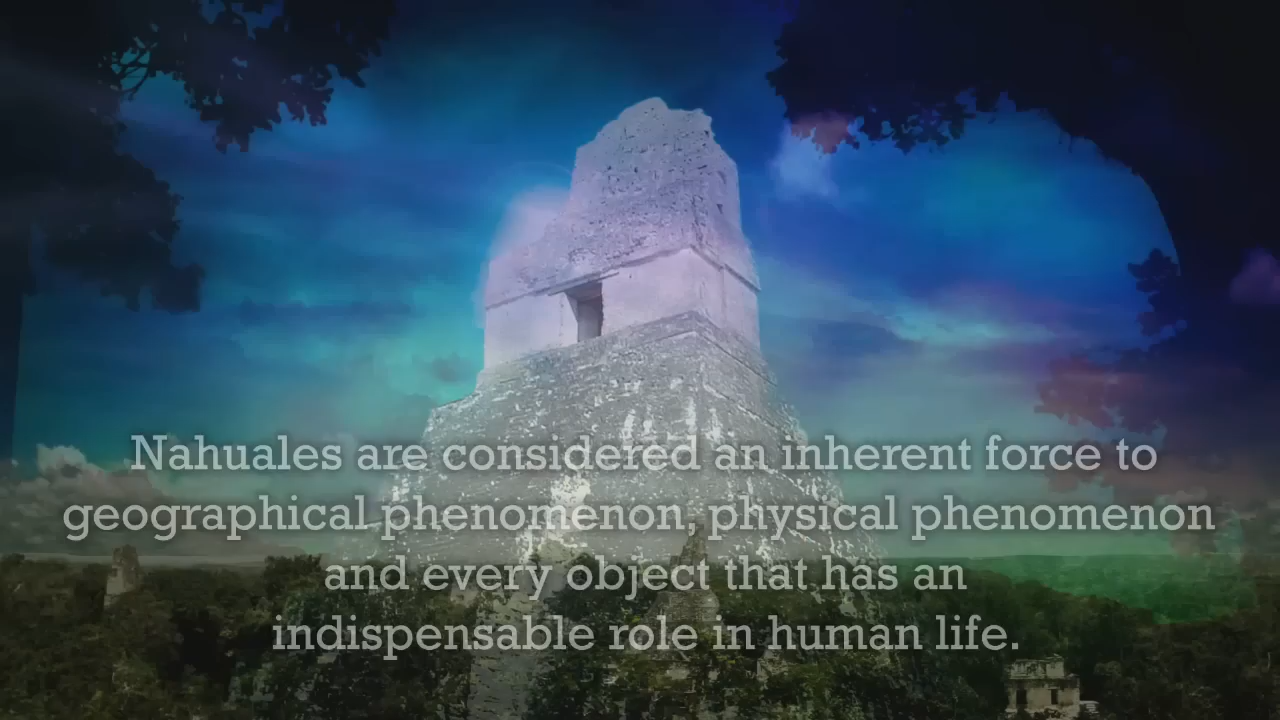 Nahuales are considered an inherent force to
geographical phenomenon, physical phenomenon
and every object that has an
indispensable role in human life.